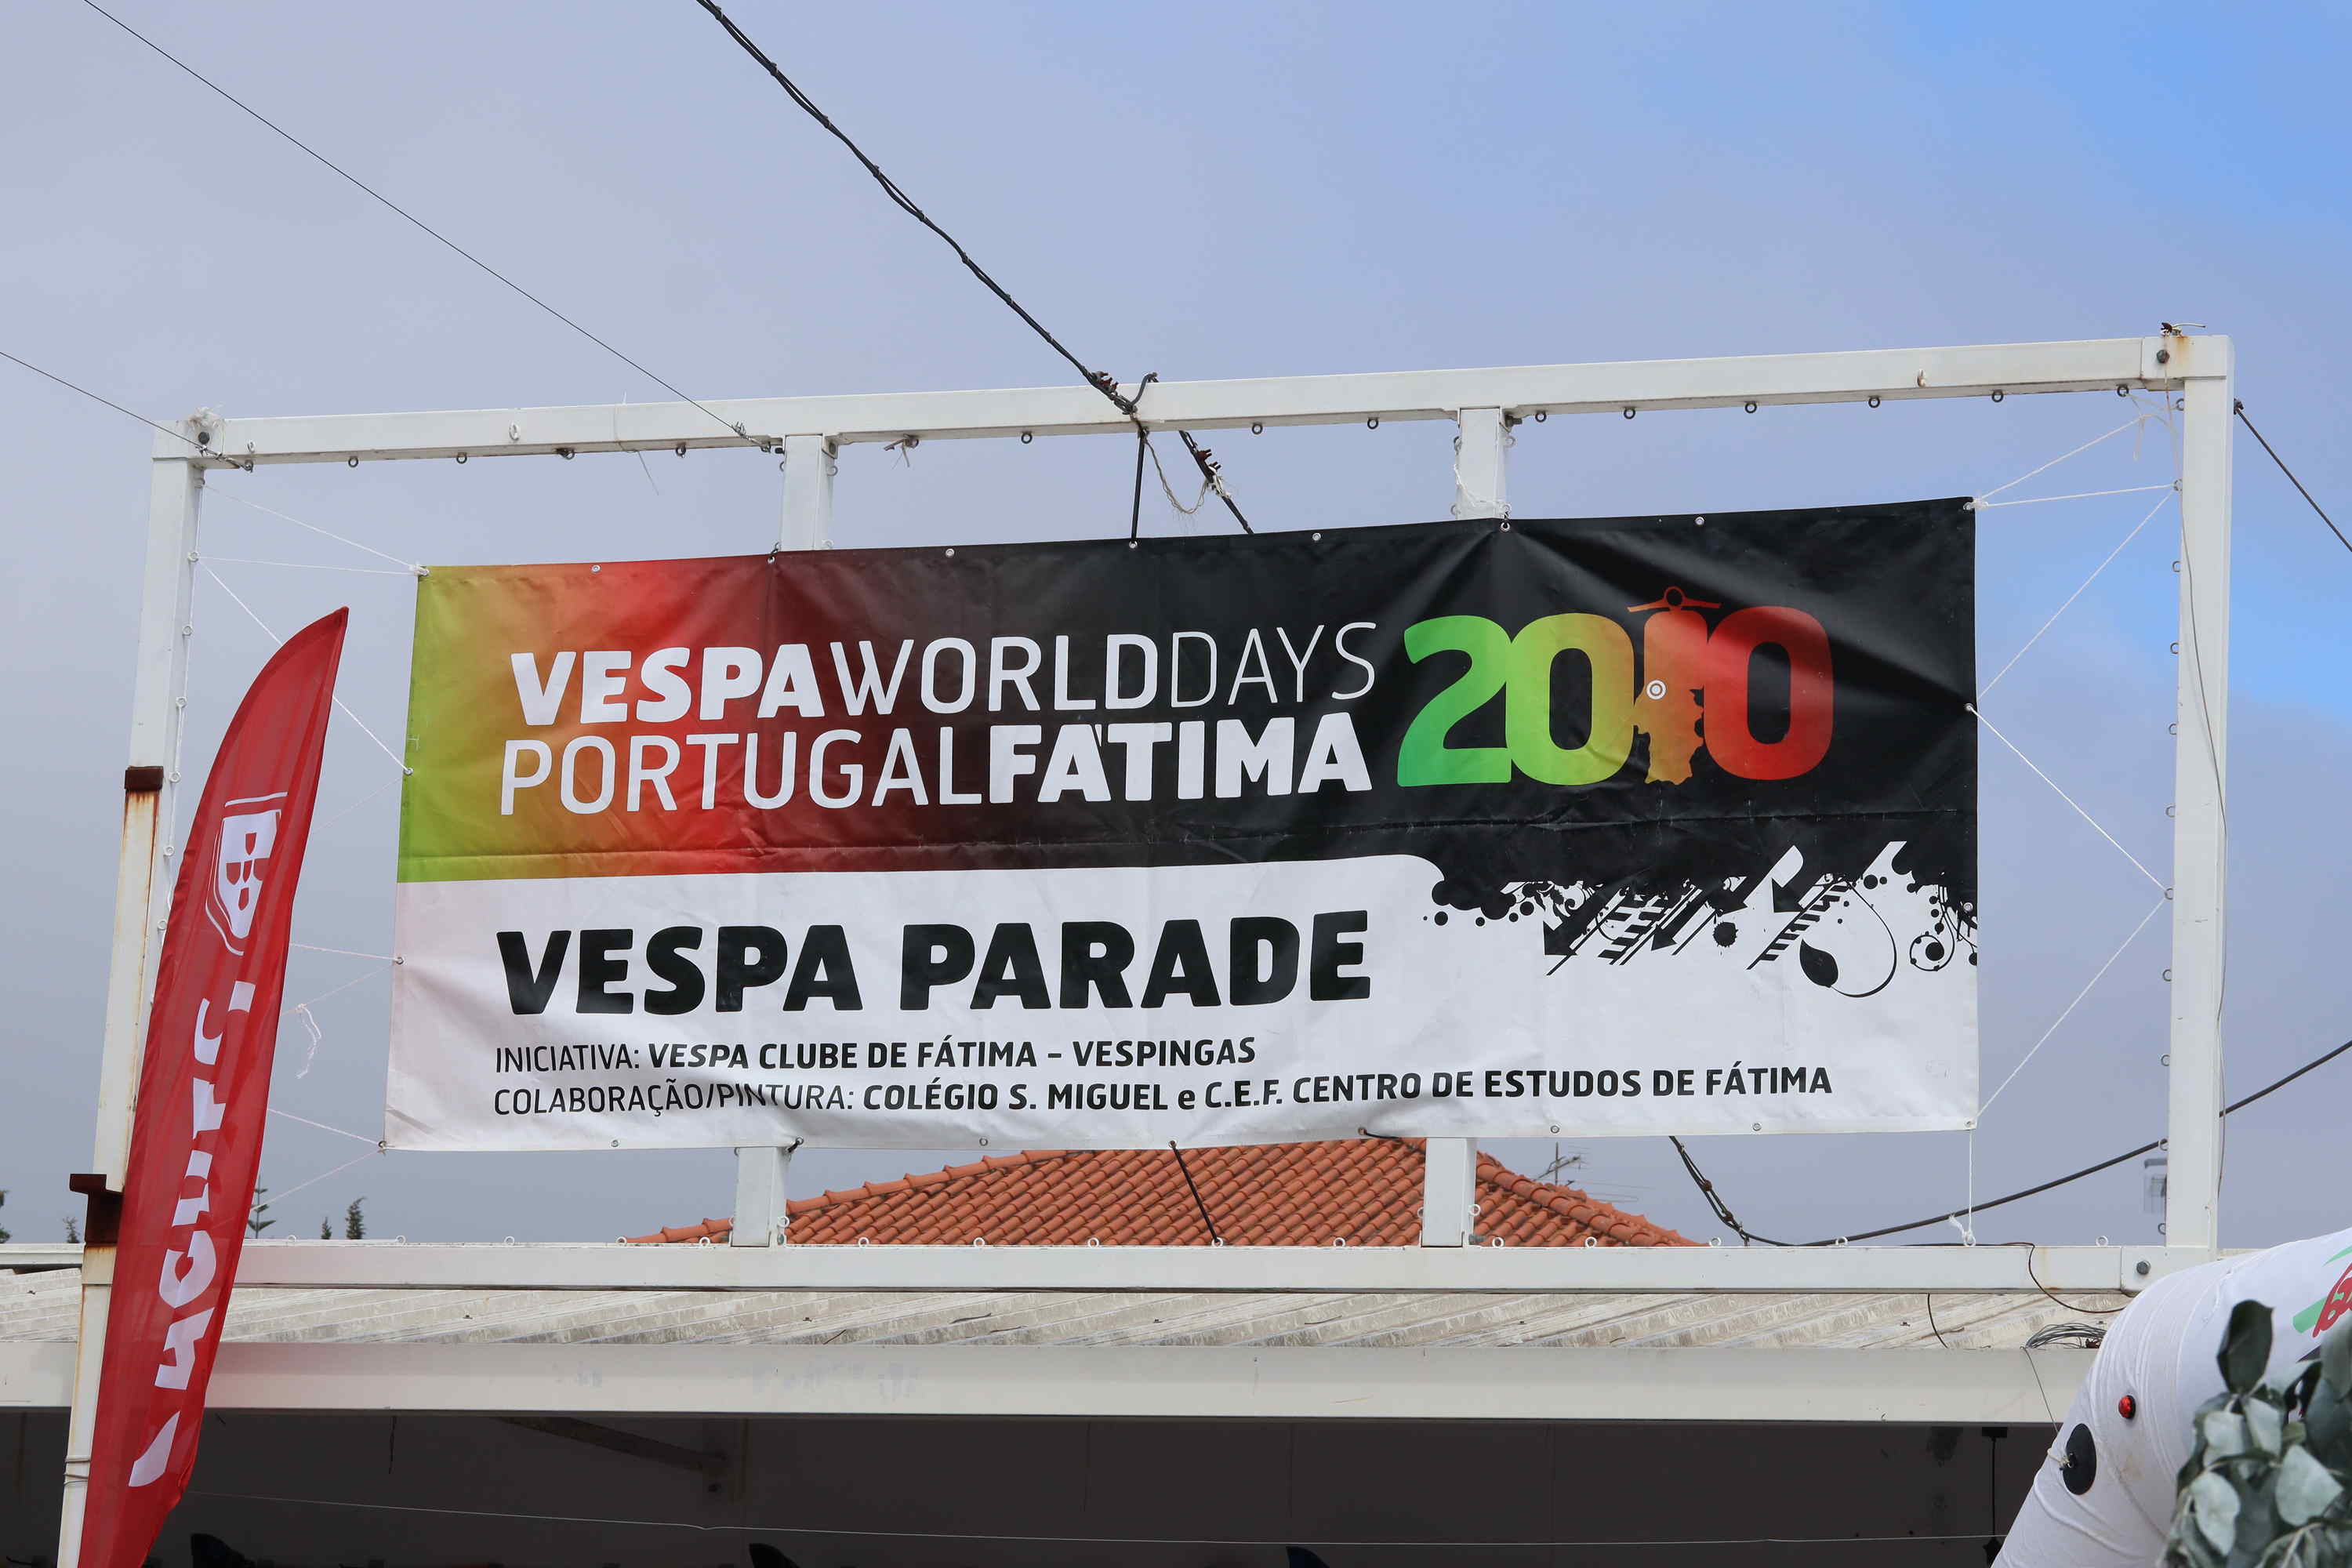 VESPAWORLDDAYS 2010
PORTUGALFÁTIMA
VESPA PARADE
INICIATIVA: VESPA CLUBE DE FÁTIMA - VESPINGAS
COLABORAÇÃO/PINTURA: COLÉGIO S. MIGUEL e C.E.F. CENTRO DE ESTUDOS DE FÁTIMA